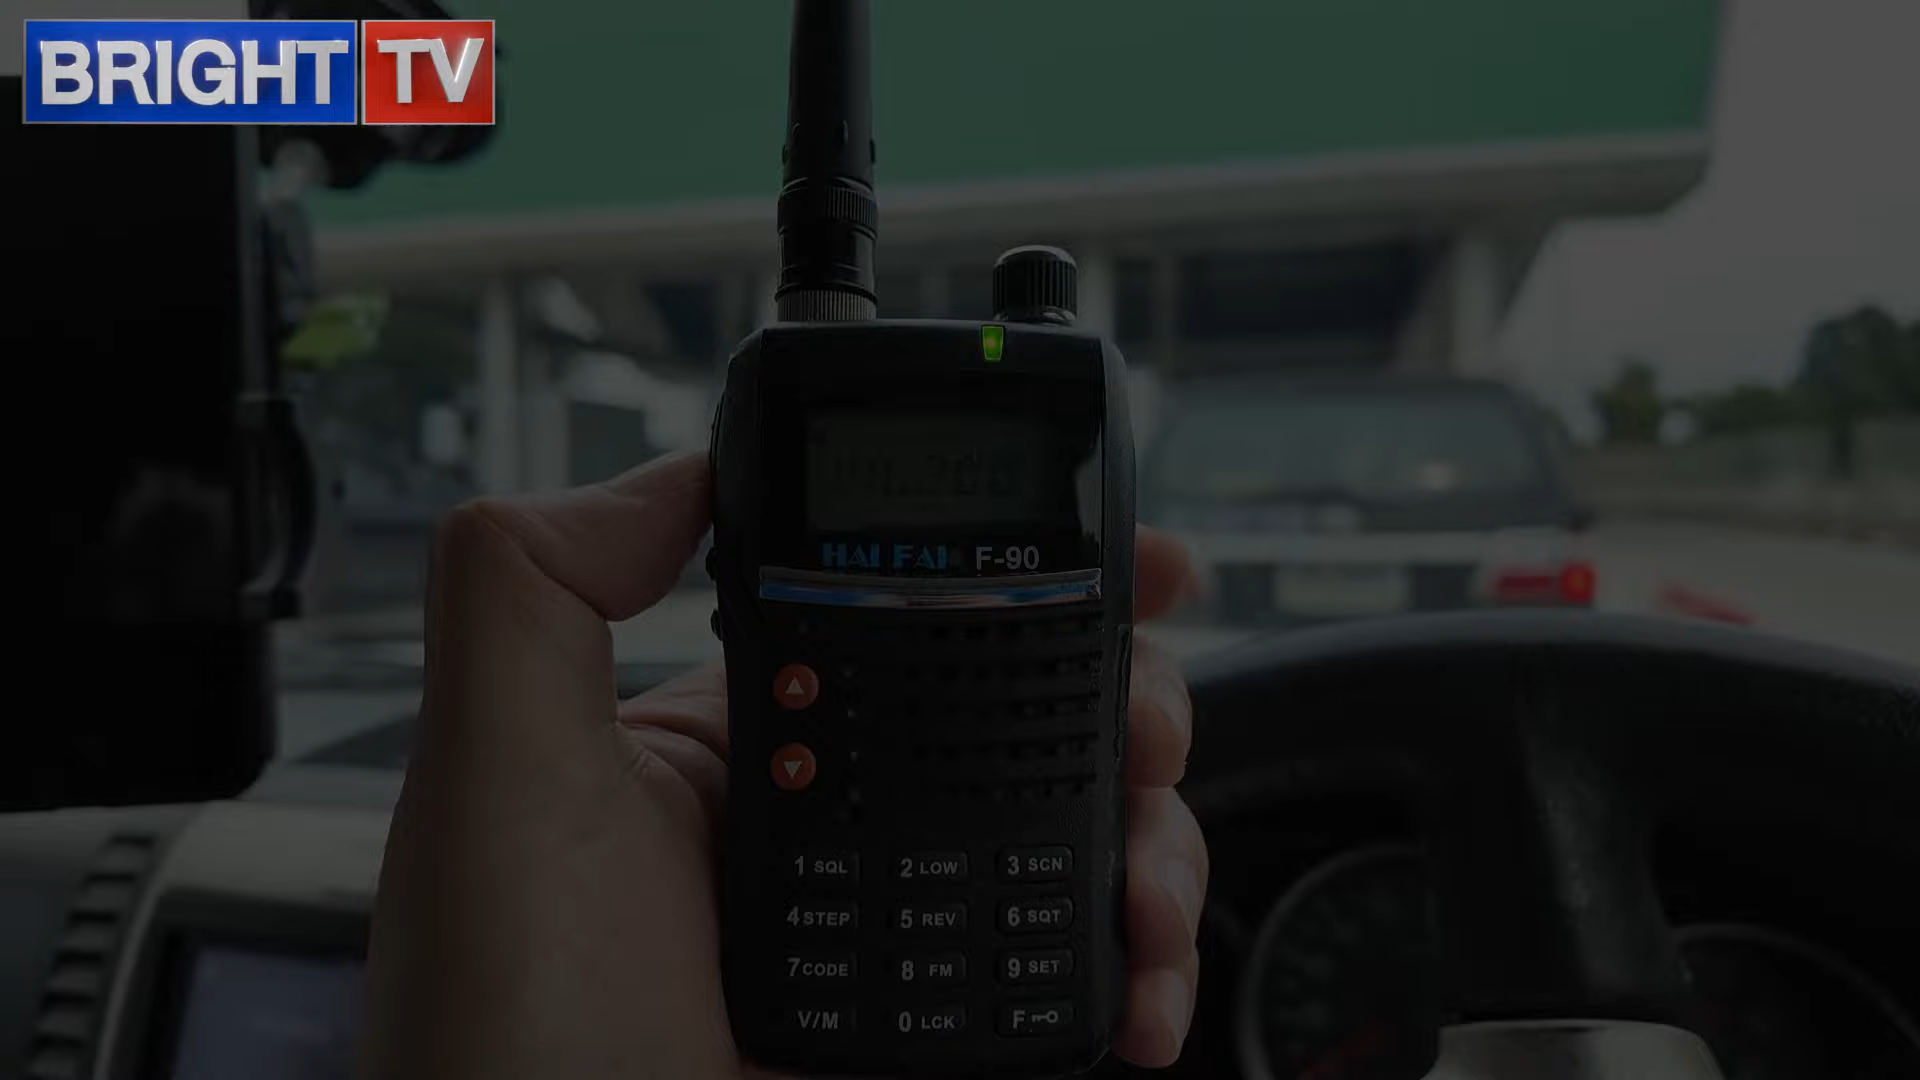 BRIGHT TV
HAI FAI F-90
1 SQL 2 LOW 3 SCN
4 STEP 5 REV 6 SQT
7 CODE 8 FM 9 SET
V/M 0 LCK F